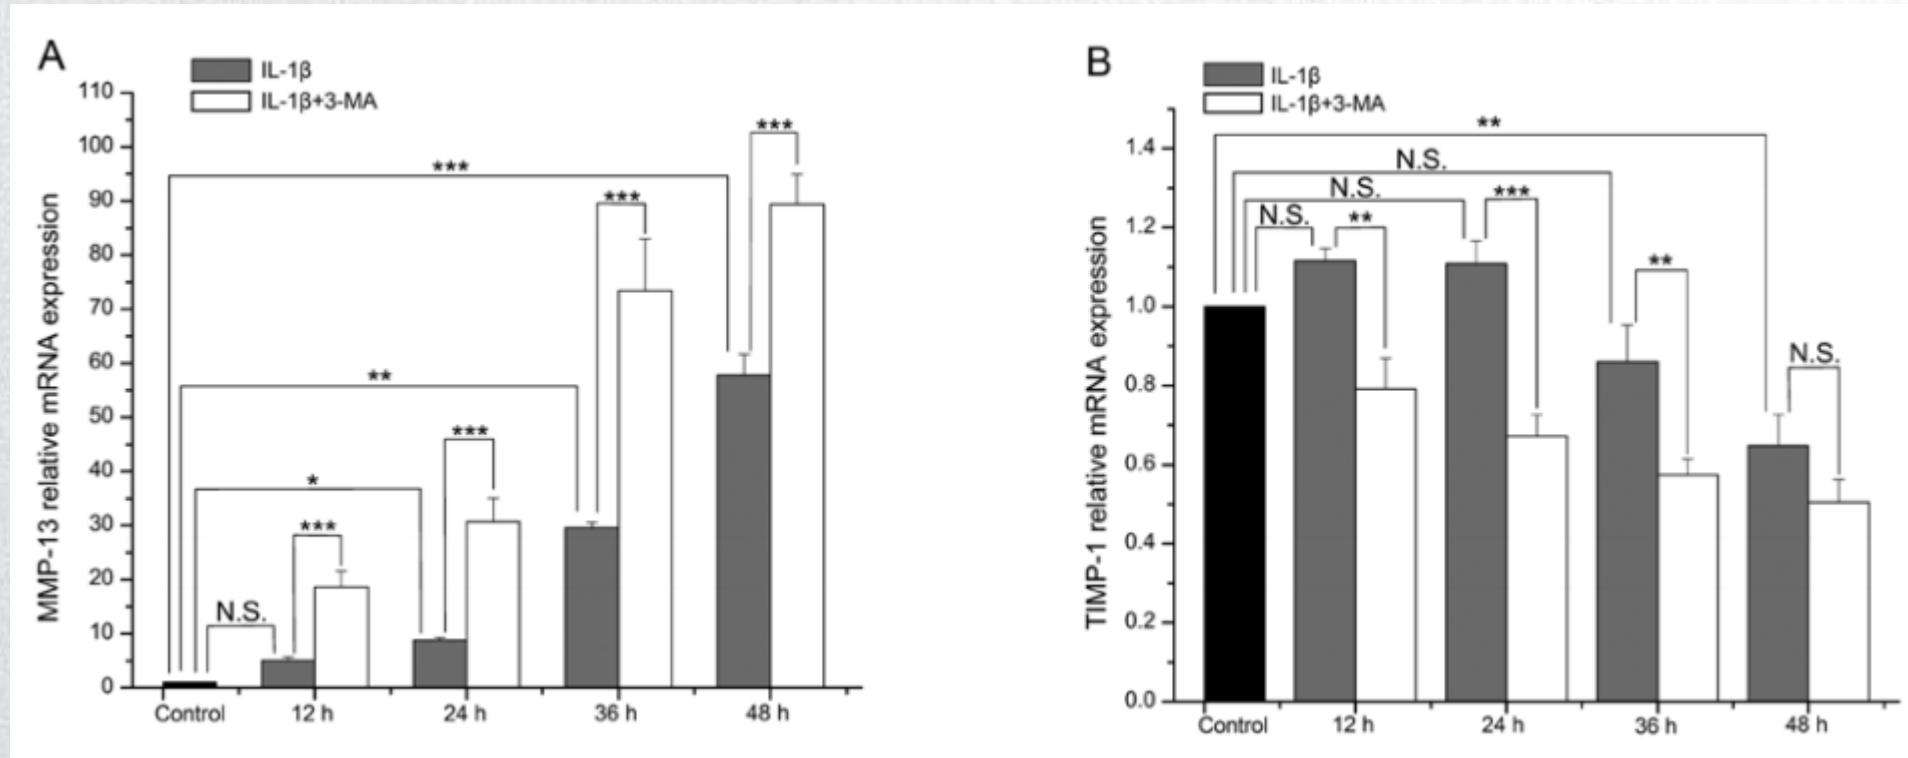 A
IL-1β
IL-1β+3-MA
MMP-13 relative mRNA expression
110
100
90
80
70
60
50
40
30
20
10
0
***
***
***
**
***
*
***
N.S.
Control
12 h
24 h
36 h
48 h
B
IL-1β
IL-1β+3-MA
TIMP-1 relative mRNA expression
1.4
1.2
1.0
0.8
0.6
0.4
0.2
0.0
**
N.S.
N.S.
***
N.S.
**
**
N.S.
Control
12 h
24 h
36 h
48 h